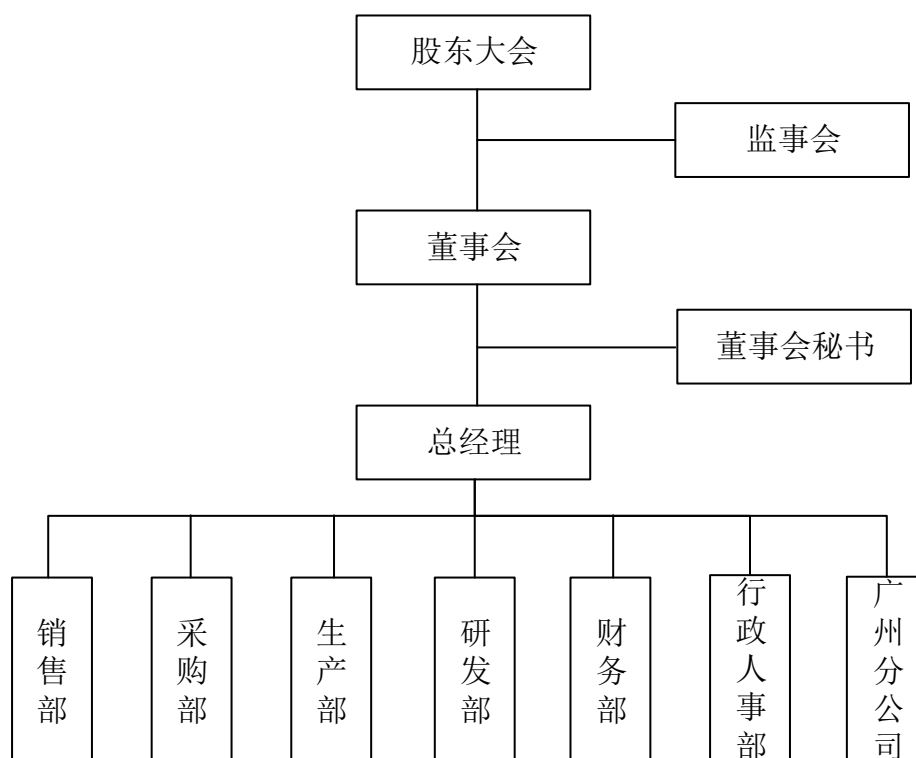 股东大会
监事会
董事会
董事会秘书
总经理
销售部
采购部
生产部
研发部
财务部
行政人事部
广州分公司